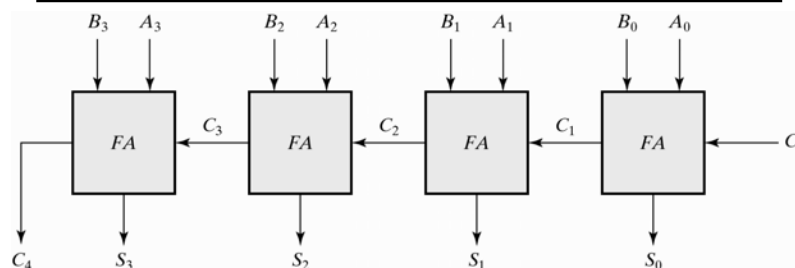 B₃ A₃ B₂ A₂ B₁ A₁ B₀ A₀
FA C₃ FA C₂ FA C₁ FA C
C₄ S₃ S₂ S₁ S₀